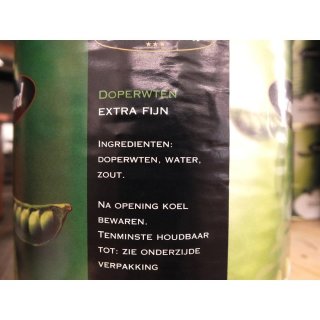 DOPERWTEN
EXTRA FIJN
INGREDIENTEN:
DOPERWTEN, WATER,
ZOUT.
NA OPENING KOEL
BEWAREN.
TENMINSTE HOUDBAAR
TOT: ZIE ONDERZIJDE
VERPAKKING